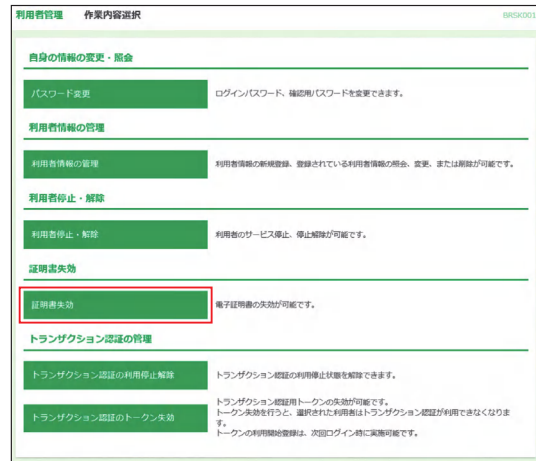 利用者管理 作業内容選択 BRSK001
自身の情報の変更・照会
パスワード変更 ログインパスワード、確認用パスワードを変更できます。
利用者情報の管理
利用者情報の管理 利用者情報の新規登録、登録されている利用者情報の照会、変更、または削除が可能です。
利用者停止・解除
利用者停止・解除 利用者のサービス停止、停止解除が可能です。
証明書失効
証明書失効 電子証明書の失効が可能です。
トランザクション認証の管理
トランザクション認証の利用停止解除 トランザクション認証の利用停止状態を解除できます。
トランザクション認証のトークン失効 トランザクション認証用トークンの失効が可能です。
トークン失効を行うと、選択された利用者はトランザクション認証が利用できなくなりま
す。
トークンの利用開始登録は、次回ログイン時に実施可能です。